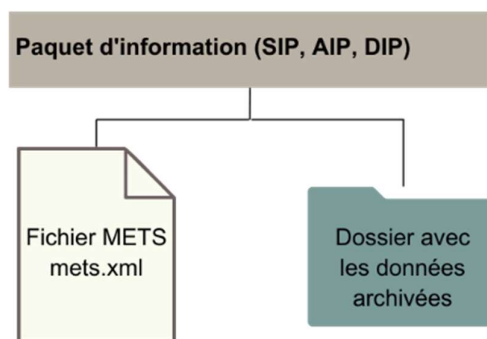 Paquet d'information (SIP, AIP, DIP)
Fichier METS
mets.xml
Dossier avec
les données
archivées